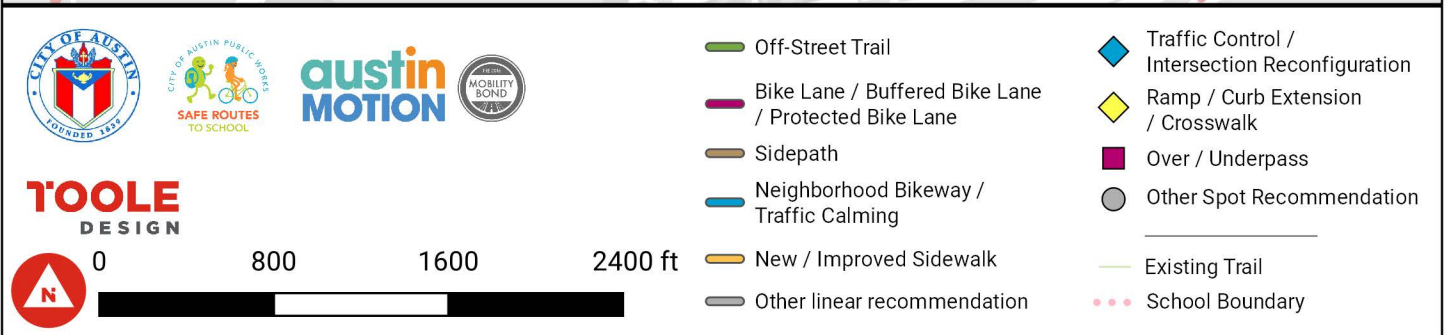 CITY OF AUSTIN
FOUNDED 1839
CITY OF AUSTIN PUBLIC WORKS
SAFE ROUTES
TO SCHOOL
austin
MOTION
THE 2016
MOBILITY
BOND
TOOLE
DESIGN
N
0 800 1600 2400 ft
Off-Street Trail
Bike Lane / Buffered Bike Lane
/ Protected Bike Lane
Sidepath
Neighborhood Bikeway /
Traffic Calming
New / Improved Sidewalk
Other linear recommendation
Traffic Control /
Intersection Reconfiguration
Ramp / Curb Extension
/ Crosswalk
Over / Underpass
Other Spot Recommendation
Existing Trail
School Boundary